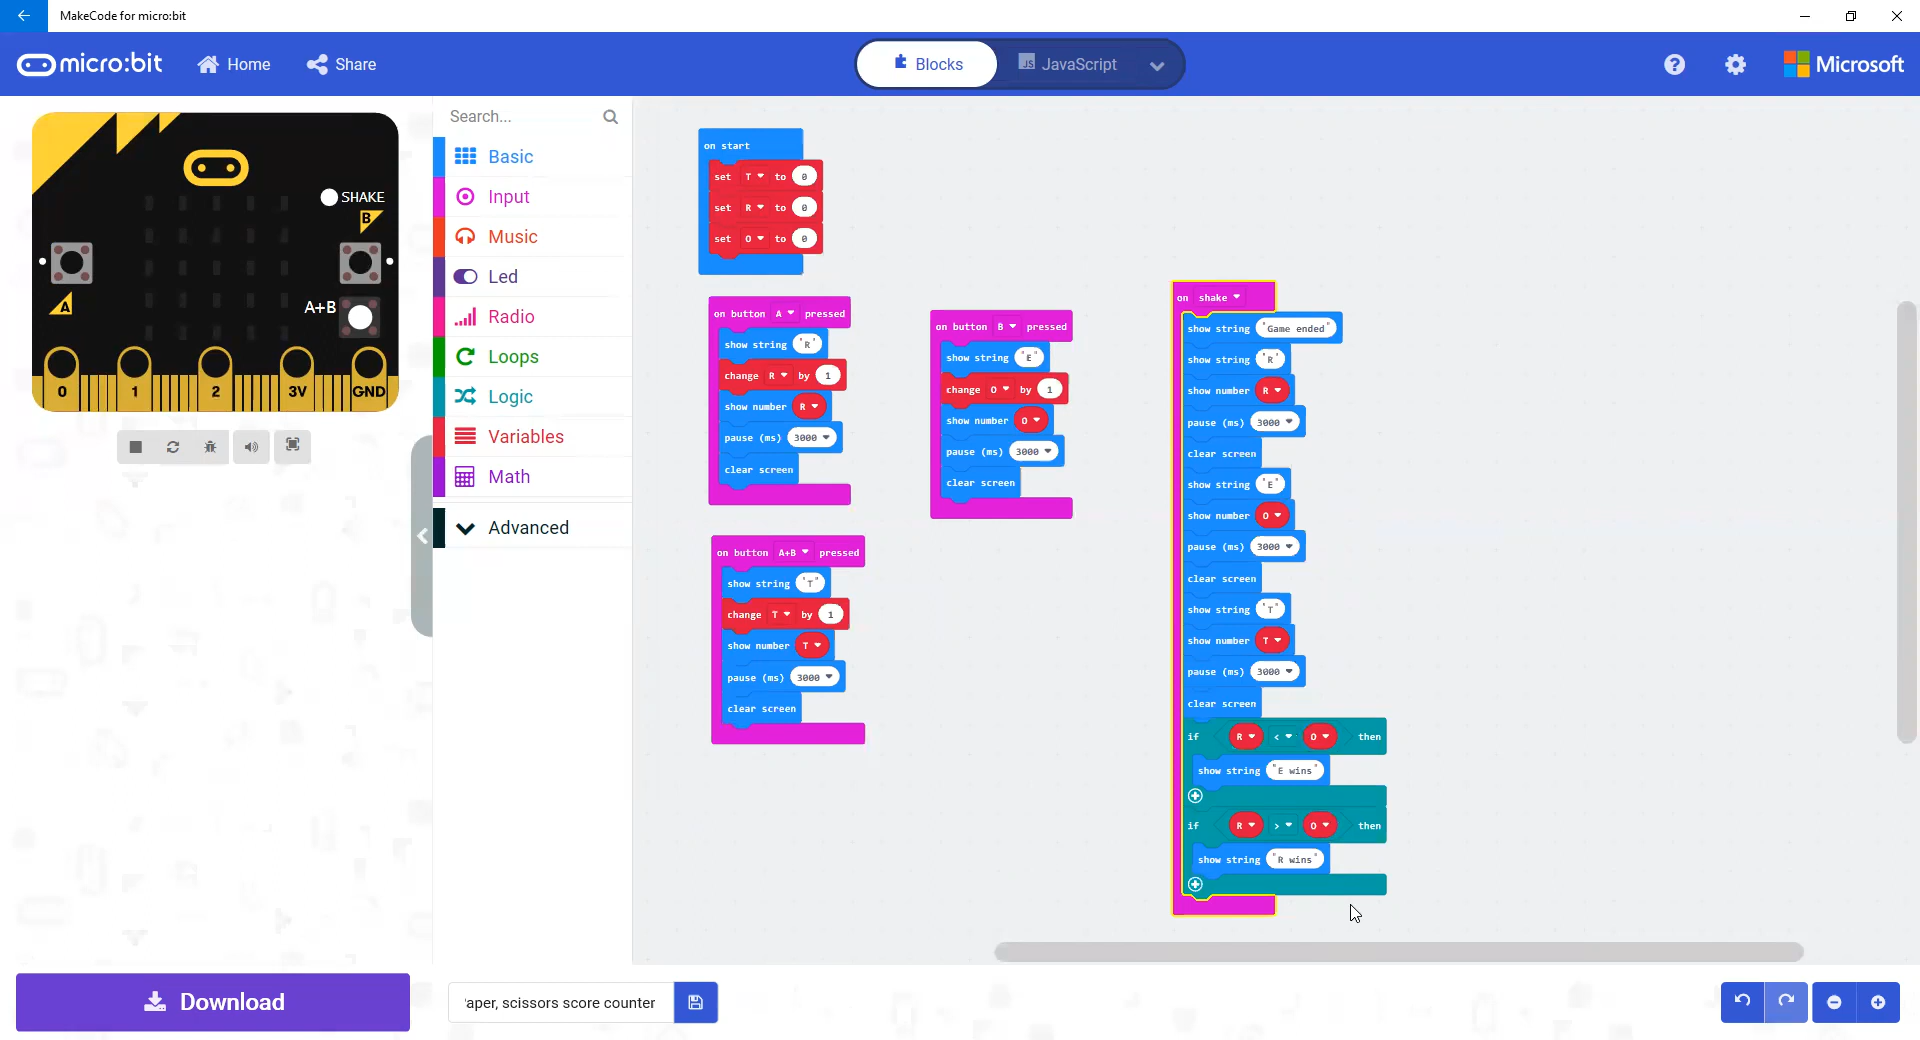 MakeCode for micro:bit
micro:bit
Home
Share
Blocks
JS JavaScript
?
Microsoft
SHAKE
B
A
A+B
0 1 2 3V GND
Search...
Basic
Input
Music
Led
Radio
Loops
Logic
Variables
Math
Advanced
on start
set T to 0
set R to 0
set O to 0
on button A pressed
show string "R"
change R by 1
show number R
pause (ms) 3000
clear screen
on button A+B pressed
show string "T"
change T by 1
show number T
pause (ms) 3000
clear screen
on button B pressed
show string "E"
change O by 1
show number O
pause (ms) 3000
clear screen
on shake
show string "Game ended"
show string "R"
show number R
pause (ms) 3000
clear screen
show string "E"
show number O
pause (ms) 3000
clear screen
show string "T"
show number T
pause (ms) 3000
clear screen
if R < O then
show string "E wins"
if R > O then
show string "R wins"
Download
aper, scissors score counter